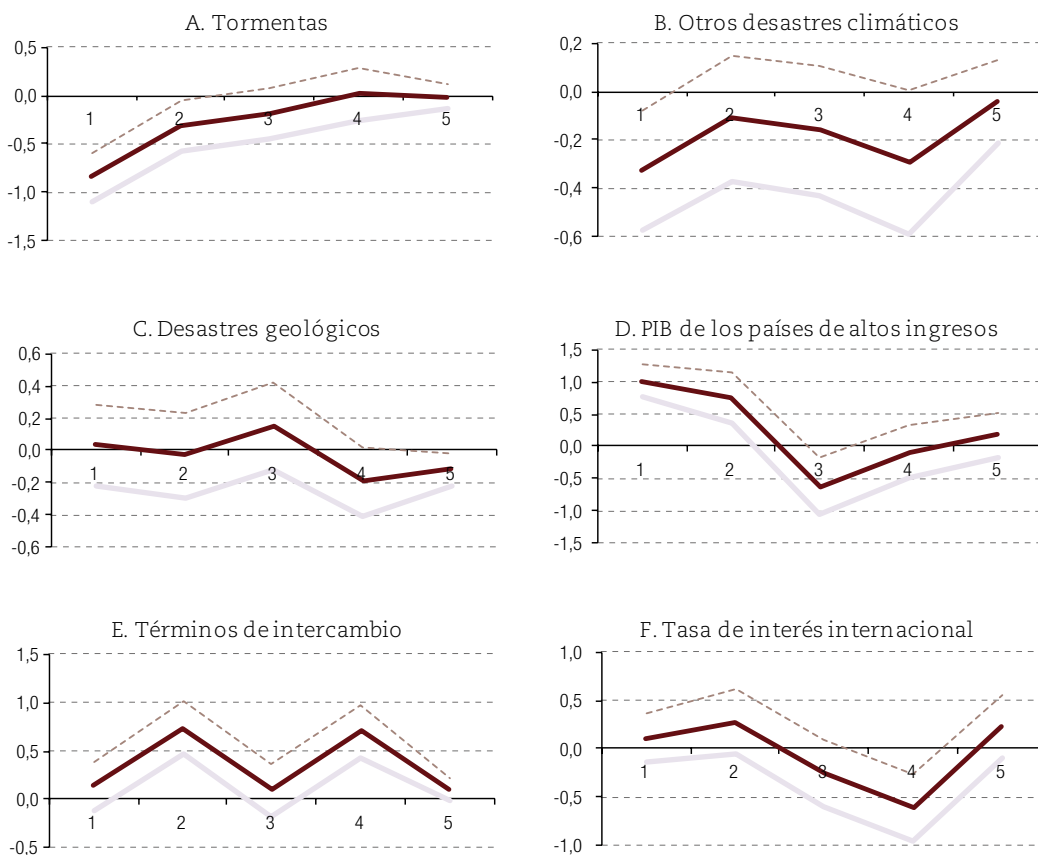 A. Tormentas
0,5
0,0
-0,5
-1,0
-1,5
1 2 3 4 5
B. Otros desastres climáticos
0,2
0,0
-0,2
-0,4
-0,6
1 2 3 4 5
C. Desastres geológicos
0,6
0,4
0,2
0,0
-0,2
-0,4
-0,6
1 2 3 4 5
D. PIB de los países de altos ingresos
1,5
1,0
0,5
0,0
-0,5
-1,0
-1,5
1 2 3 4 5
E. Términos de intercambio
1,5
1,0
0,5
0,0
-0,5
1 2 3 4 5
F. Tasa de interés internacional
1,0
0,5
0,0
-0,5
-1,0
1 2 3 4 5